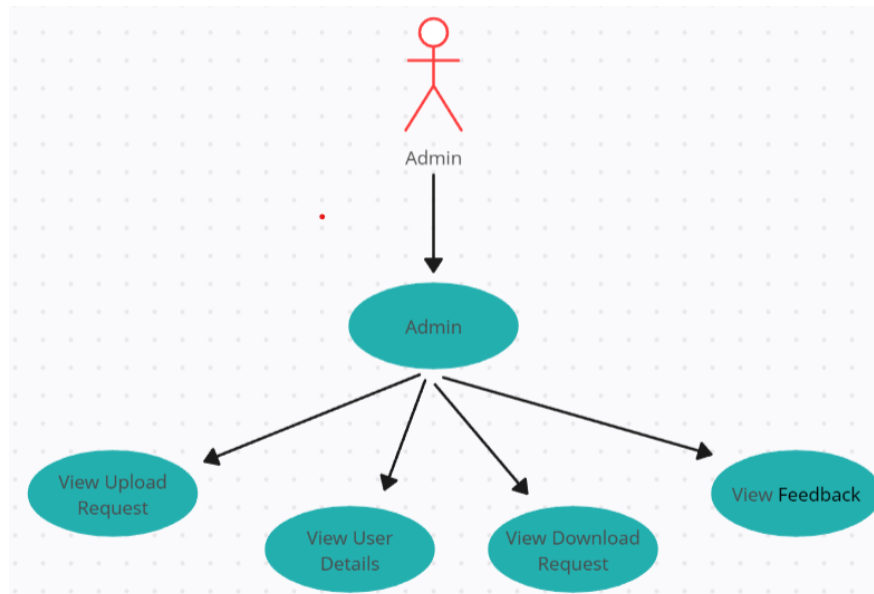 Admin
Admin
View Upload
Request
View User
Details
View Download
Request
View Feedback